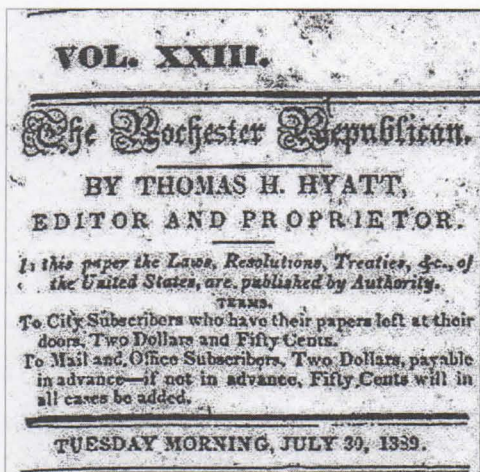 VOL. XXIII.
The Rochester Republican.
BY THOMAS H. HYATT,
EDITOR AND PROPRIETOR.
In this paper the Laws, Resolutions, Treaties, &c., of
the United States, are published by Authority.
TERMS.
To City Subscribers who have their papers left at their
doors, Two Dollars and Fifty Cents.
To Mail and Office Subscribers, Two Dollars, payable
in advance—if not in advance, Fifty Cents will in
all cases be added.
TUESDAY MORNING, JULY 30, 1839.